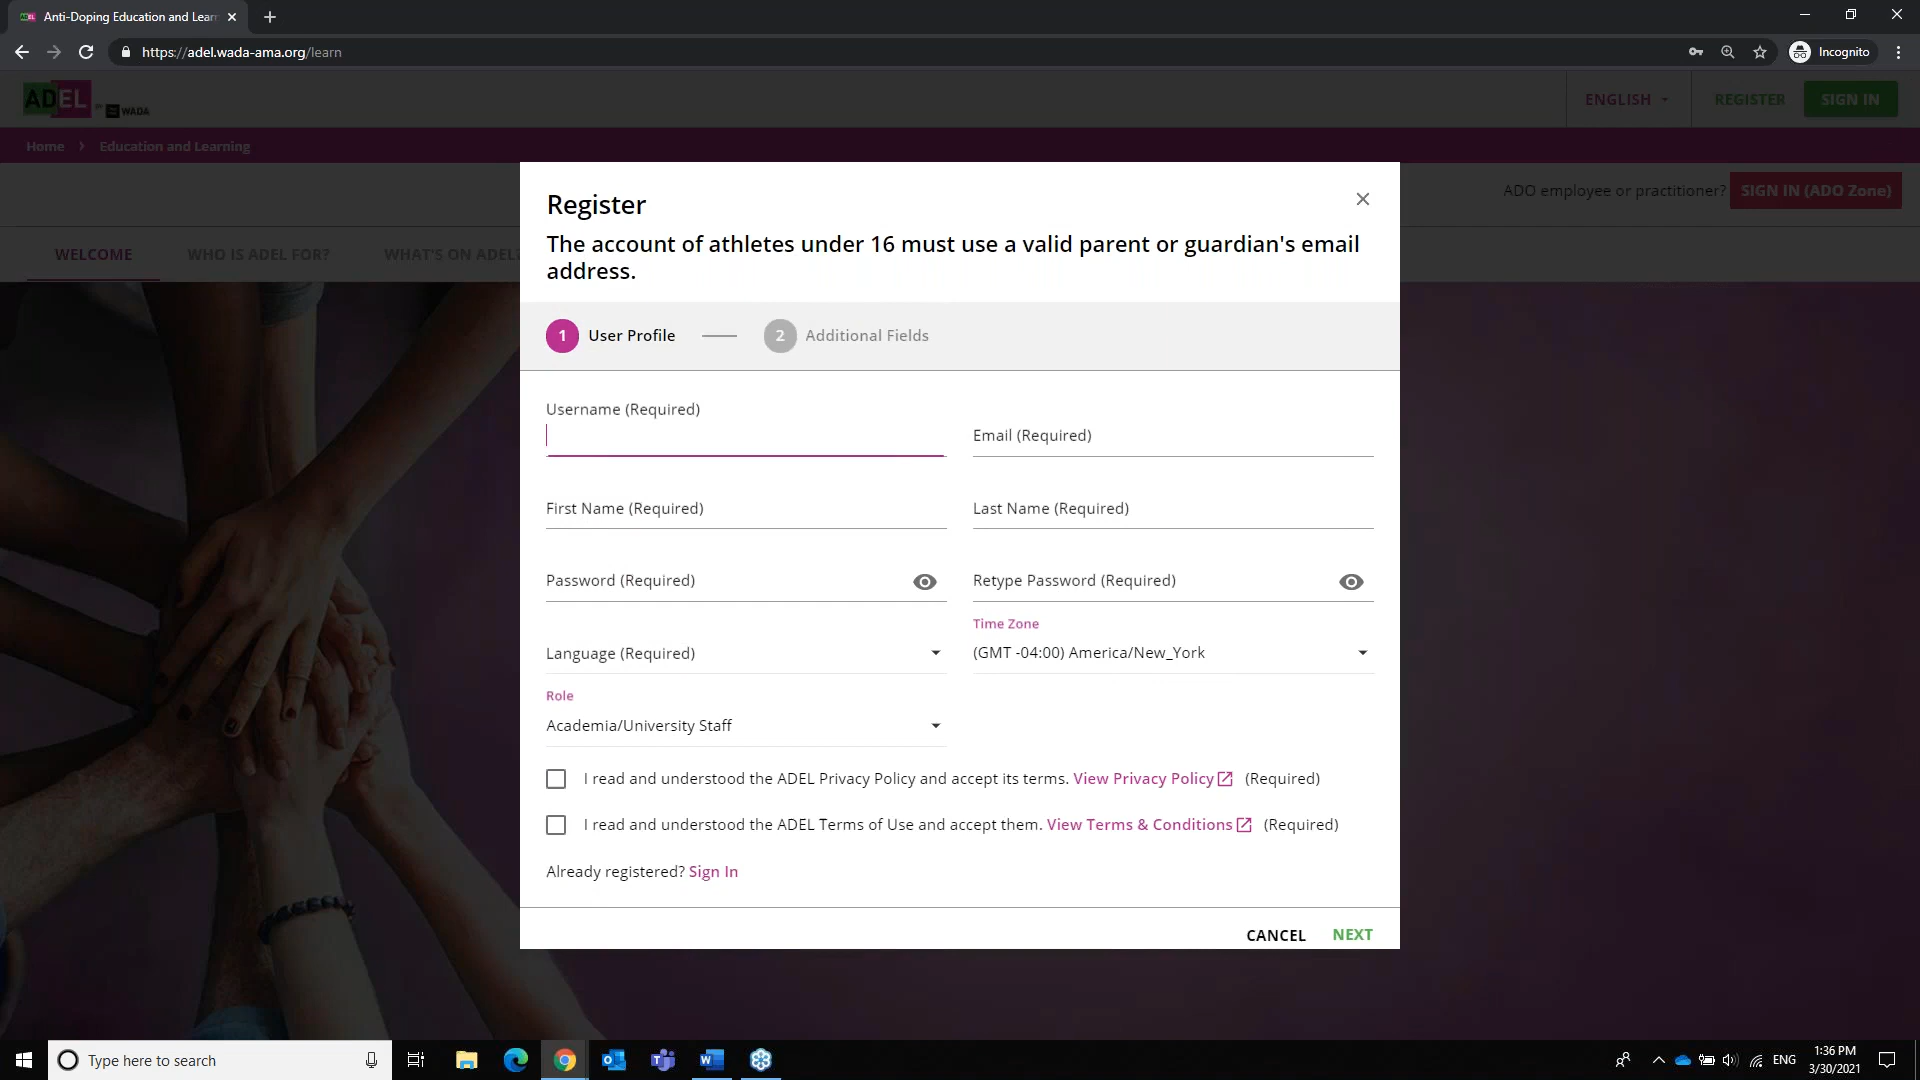 ADEL Anti-Doping Education and Lear
https://adel.wada-ama.org/learn
Incognito
ADEL BY WADA
ENGLISH
REGISTER
SIGN IN
Home > Education and Learning
ADO employee or practitioner? SIGN IN (ADO Zone)
WELCOME
WHO IS ADEL FOR?
WHAT'S ON ADEL?
Register
The account of athletes under 16 must use a valid parent or guardian's email
address.
1 User Profile
2 Additional Fields
Username (Required)
Email (Required)
First Name (Required)
Last Name (Required)
Password (Required)
Retype Password (Required)
Language (Required)
Time Zone
(GMT -04:00) America/New_York
Role
Academia/University Staff
I read and understood the ADEL Privacy Policy and accept its terms. View Privacy Policy (Required)
I read and understood the ADEL Terms of Use and accept them. View Terms & Conditions (Required)
Already registered? Sign In
CANCEL
NEXT
Type here to search
ENG
1:36 PM
3/30/2021